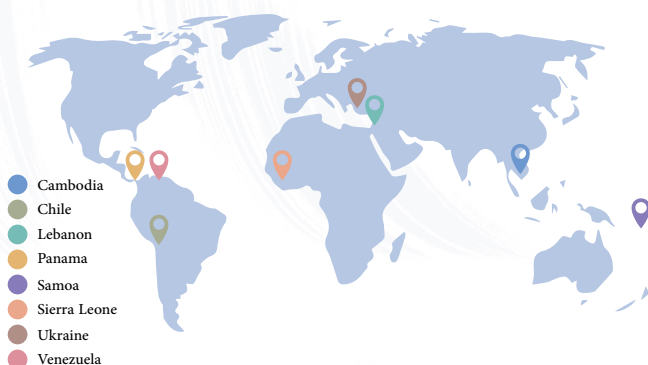 Cambodia
Chile
Lebanon
Panama
Samoa
Sierra Leone
Ukraine
Venezuela